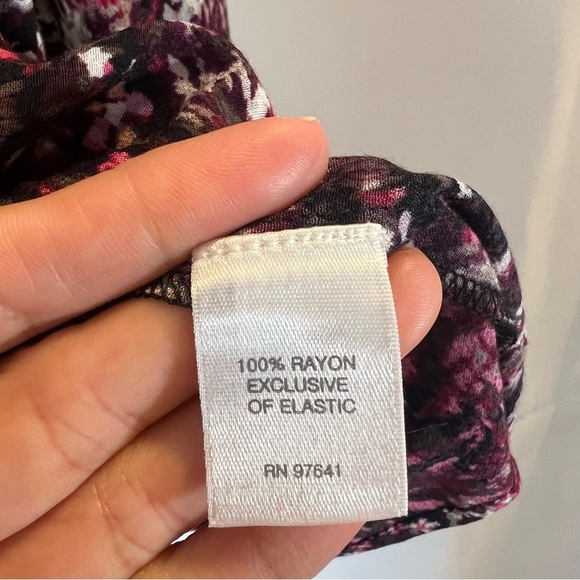 100% RAYON
EXCLUSIVE
OF ELASTIC
RN 97641